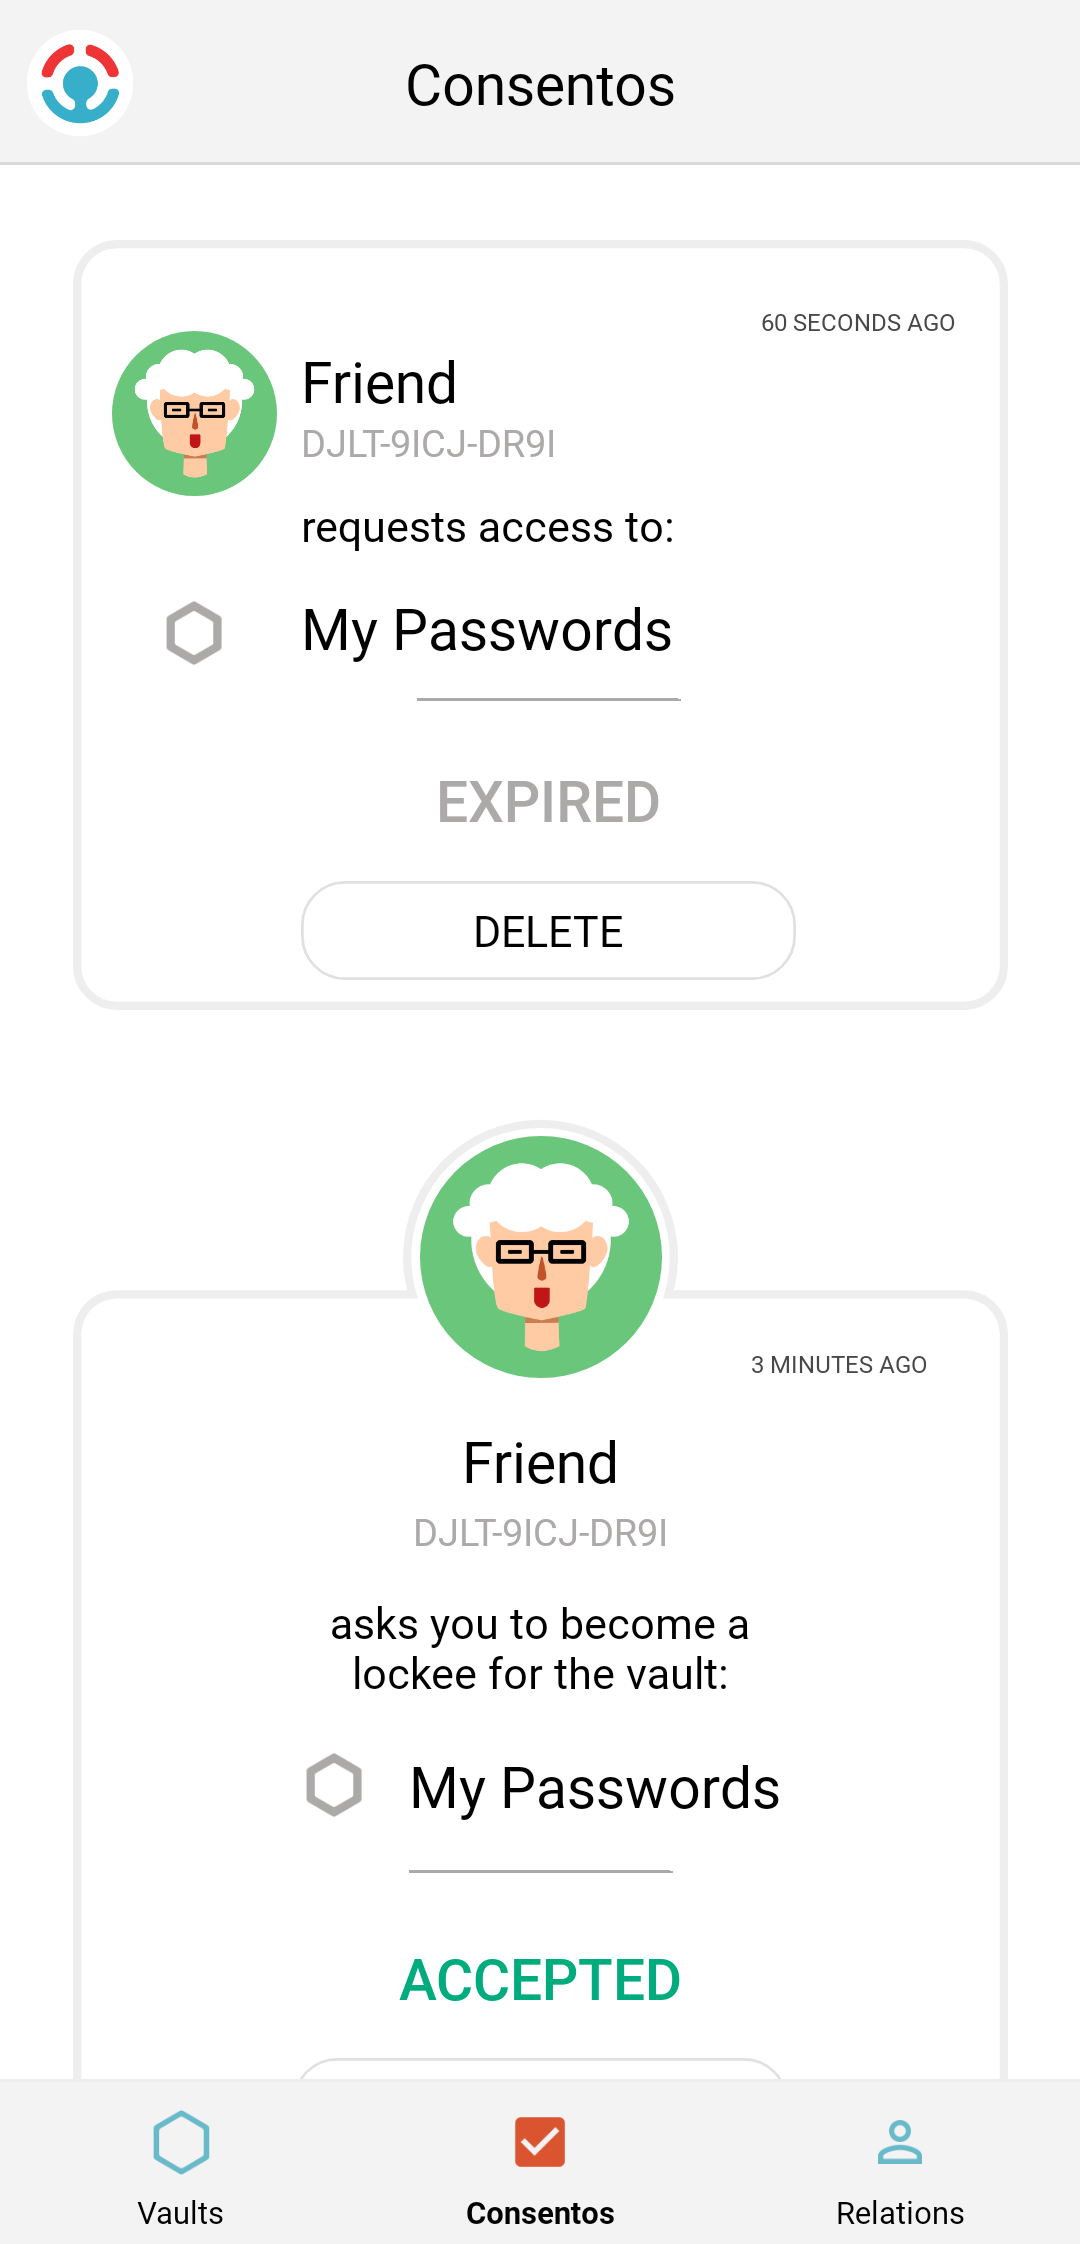 Consentos
60 SECONDS AGO
Friend
DJLT-9ICJ-DR9I
requests access to:
My Passwords
EXPIRED
DELETE
3 MINUTES AGO
Friend
DJLT-9ICJ-DR9I
asks you to become a
lockee for the vault:
My Passwords
ACCEPTED
Vaults
Consentos
Relations